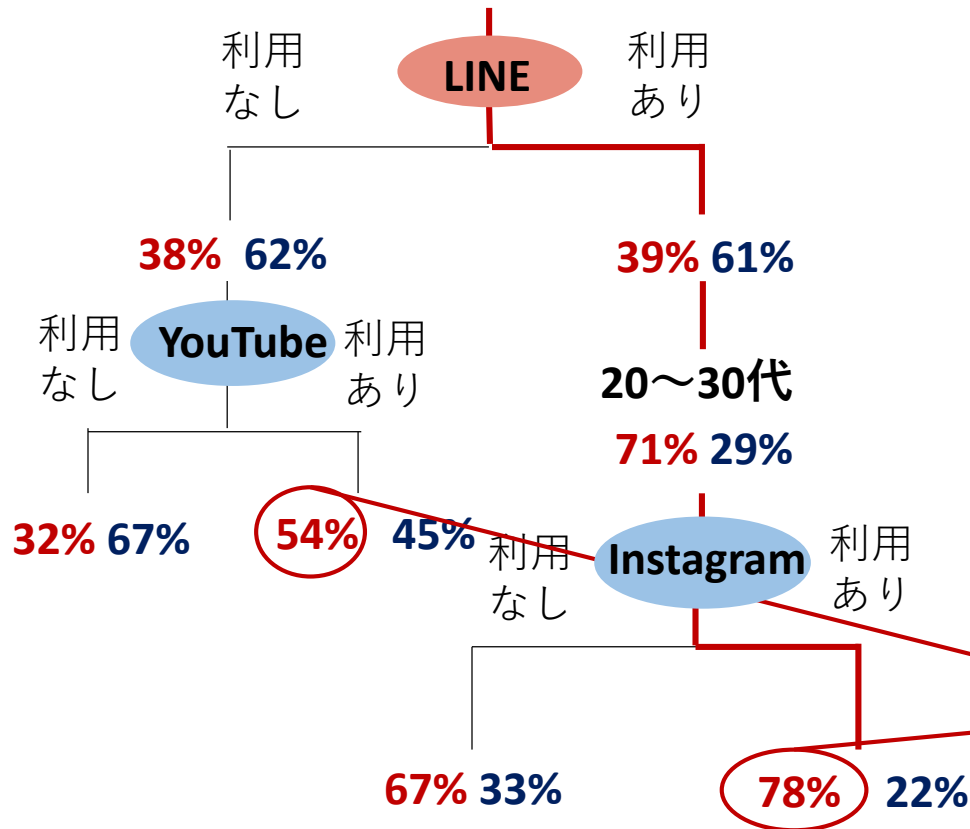 利用
なし
LINE
利用
あり
38% 62%
39% 61%
利用
なし
YouTube
利用
あり
20～30代
71% 29%
32% 67%
54% 45%
利用
なし
Instagram
利用
あり
67% 33%
78% 22%